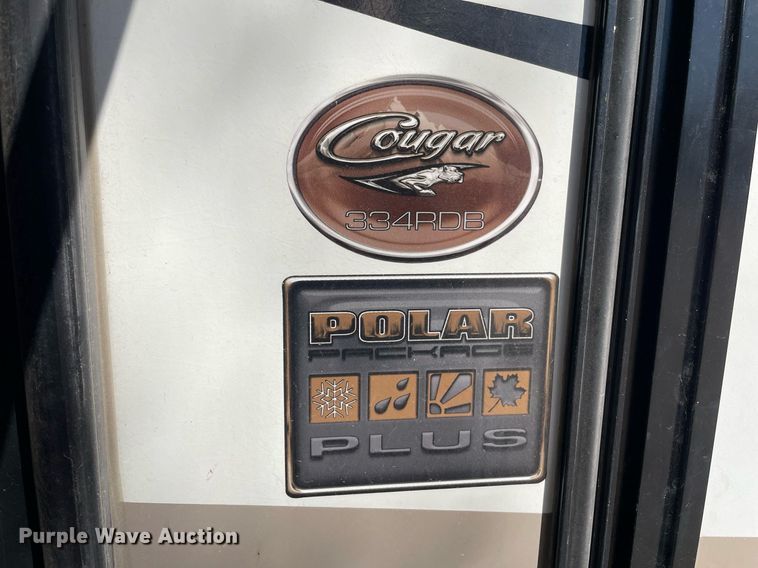 Cougar
334RDB
POLAR
PACKAGE
PLUS
Purple Wave Auction